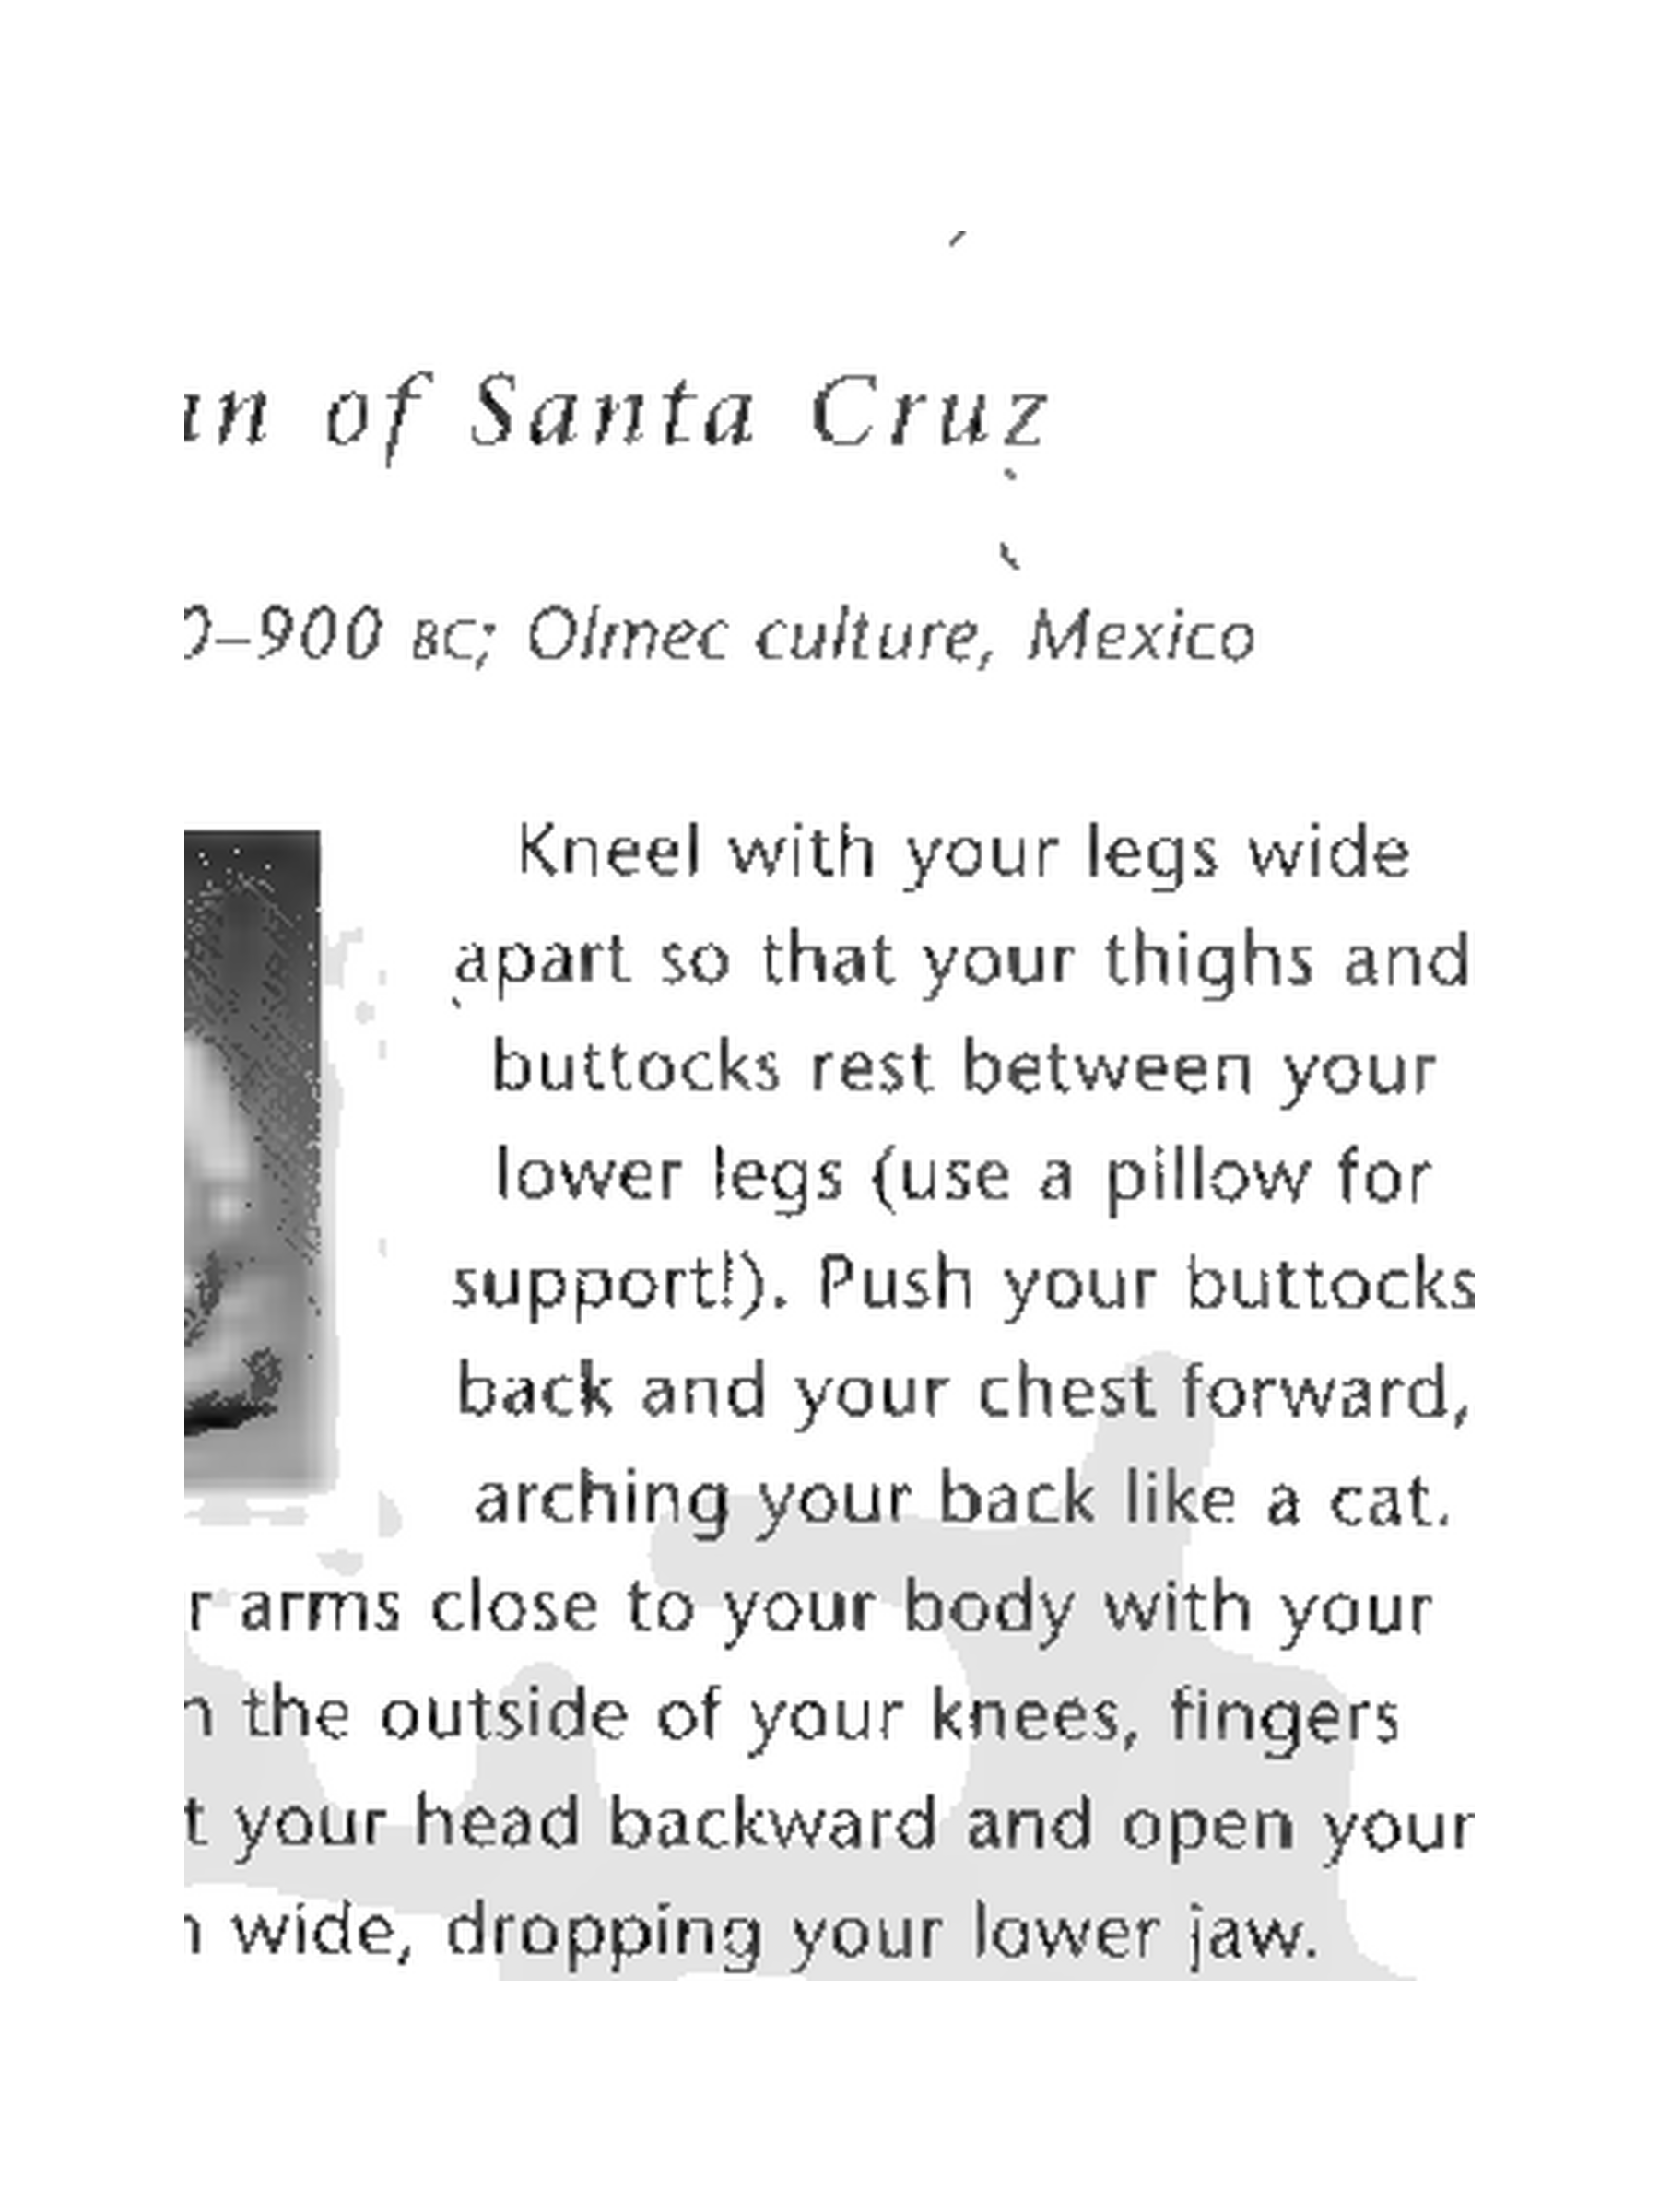 of Santa Cruz
0–900 BC; Olmec culture, Mexico
Kneel with your legs wide
apart so that your thighs and
buttocks rest between your
lower legs (use a pillow for
support!). Push your buttocks
back and your chest forward,
arching your back like a cat.
arms close to your body with your
the outside of your knees, fingers
your head backward and open your
wide, dropping your lower jaw.